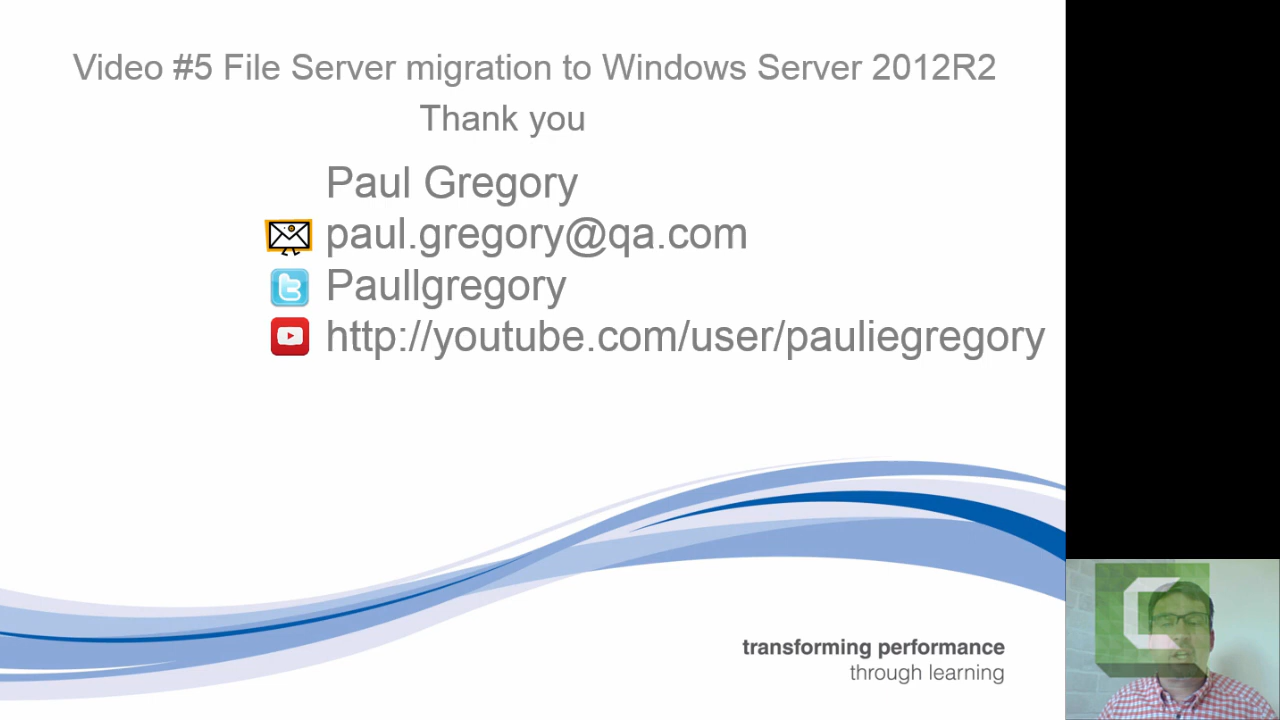 Video #5 File Server migration to Windows Server 2012R2
Thank you
Paul Gregory
paul.gregory@qa.com
Paullgregory
http://youtube.com/user/pauliegregory
transforming performance
through learning